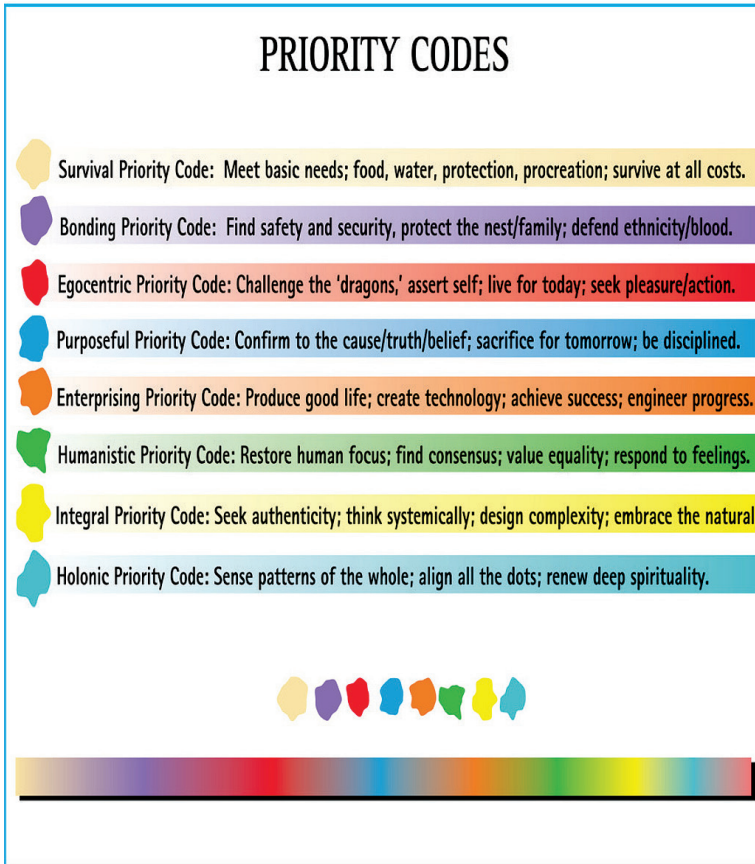 PRIORITY CODES
Survival Priority Code: Meet basic needs; food, water, protection, procreation; survive at all costs.
Bonding Priority Code: Find safety and security, protect the nest/family; defend ethnicity/blood.
Egocentric Priority Code: Challenge the ‘dragons,’ assert self; live for today; seek pleasure/action.
Purposeful Priority Code: Confirm to the cause/truth/belief; sacrifice for tomorrow; be disciplined.
Enterprising Priority Code: Produce good life; create technology; achieve success; engineer progress.
Humanistic Priority Code: Restore human focus; find consensus; value equality; respond to feelings.
Integral Priority Code: Seek authenticity; think systemically; design complexity; embrace the natural
Holonic Priority Code: Sense patterns of the whole; align all the dots; renew deep spirituality.